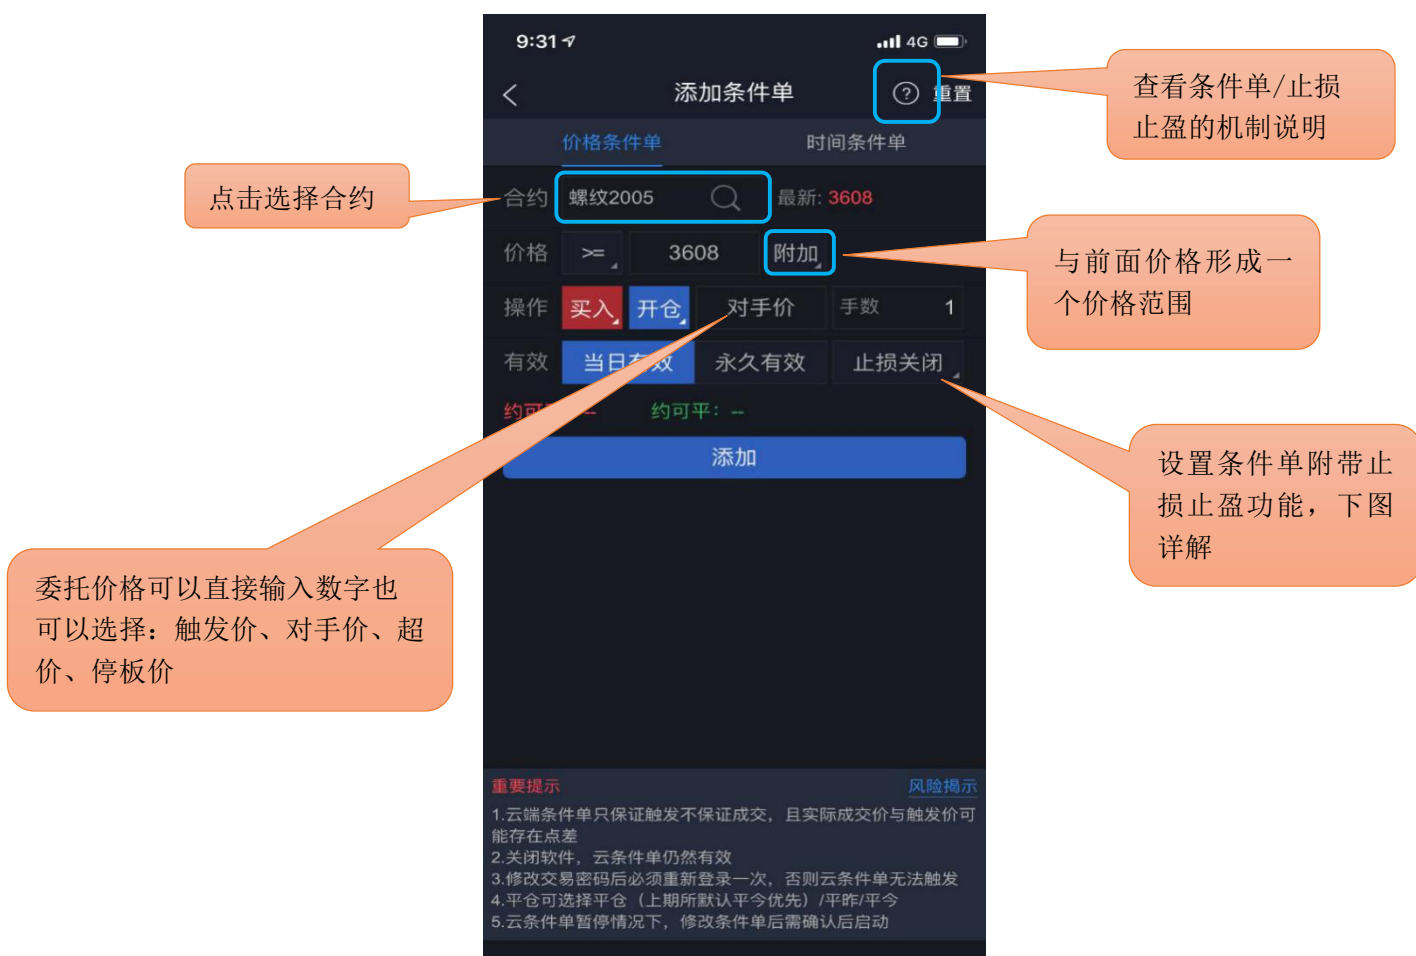 9:31
4G
添加条件单
重置
查看条件单/止损
止盈的机制说明
价格条件单
时间条件单
点击选择合约
合约
螺纹2005
最新: 3608
价格
>=
3608
附加
与前面价格形成一
个价格范围
操作
买入
开仓
对手价
手数
1
有效
当日有效
永久有效
止损关闭
约可
--
约可平: --
添加
设置条件单附带止
损止盈功能，下图
详解
委托价格可以直接输入数字也
可以选择：触发价、对手价、超
价、停板价
重要提示
风险揭示
1.云端条件单只保证触发不保证成交，且实际成交价与触发价可
能存在点差
2.关闭软件，云条件单仍然有效
3.修改交易密码后必须重新登录一次，否则云条件单无法触发
4.平仓可选择平仓（上期所默认平今优先）/平昨/平今
5.云条件单暂停情况下，修改条件单后需确认后启动